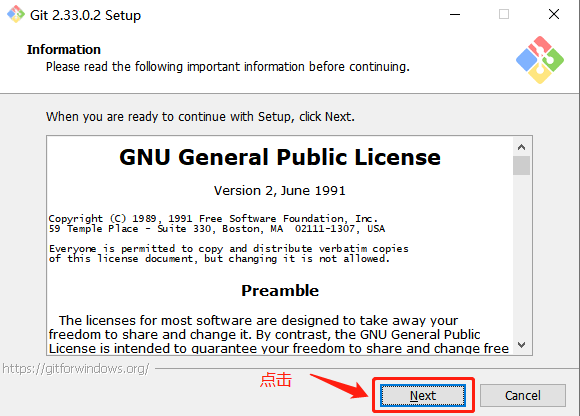 Git 2.33.0.2 Setup
Information
Please read the following important information before continuing.
When you are ready to continue with Setup, click Next.
GNU General Public License
Version 2, June 1991
Copyright (C) 1989, 1991 Free Software Foundation, Inc.
59 Temple Place - Suite 330, Boston, MA  02111-1307, USA
Everyone is permitted to copy and distribute verbatim copies
of this license document, but changing it is not allowed.
Preamble
The licenses for most software are designed to take away your
freedom to share and change it. By contrast, the GNU General Public
License is intended to guarantee your freedom to share and change free
https://gitforwindows.org/
点击
Next
Cancel